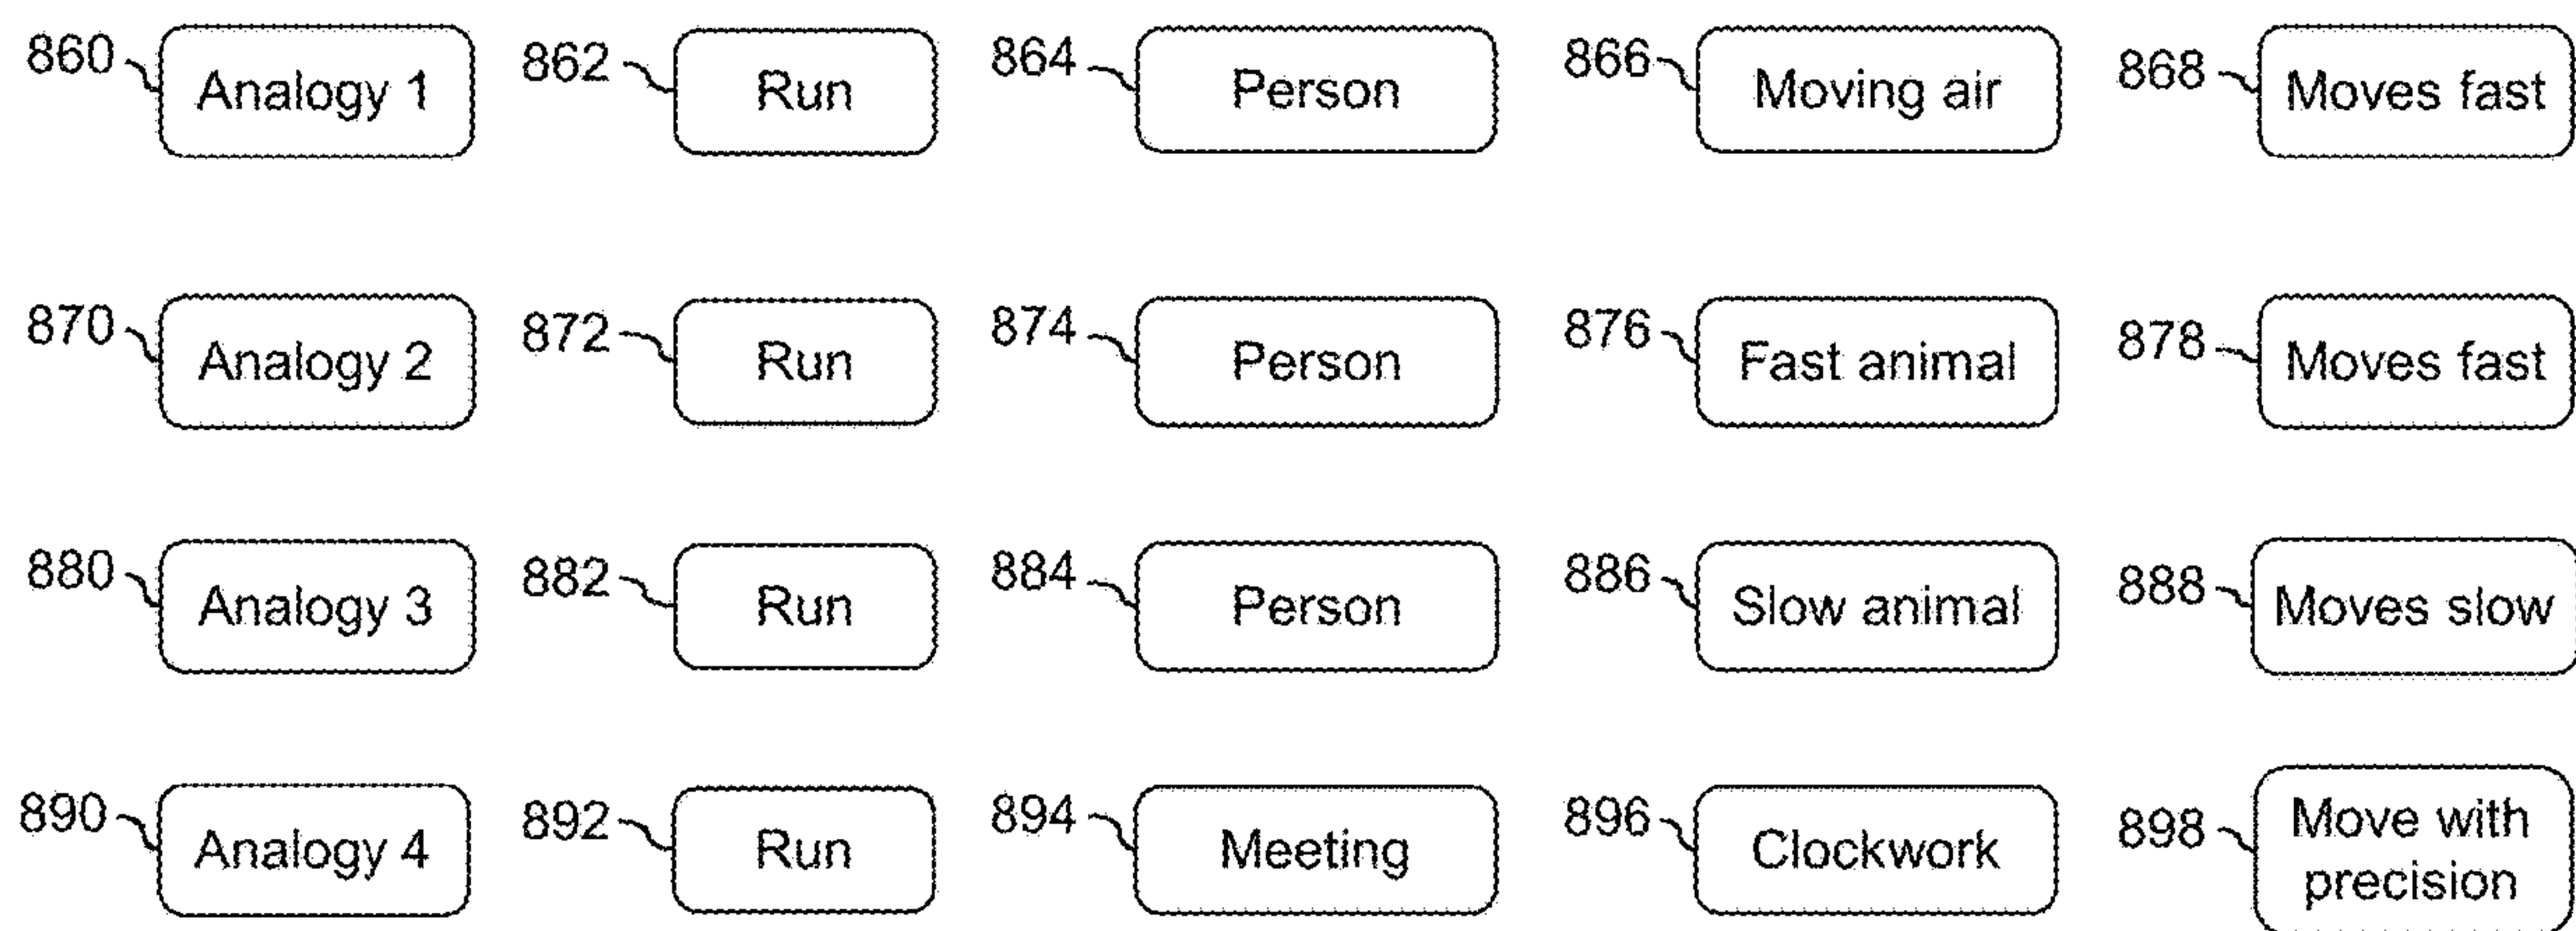 860 Analogy 1 862 Run 864 Person 866 Moving air 868 Moves fast
870 Analogy 2 872 Run 874 Person 876 Fast animal 878 Moves fast
880 Analogy 3 882 Run 884 Person 886 Slow animal 888 Moves slow
890 Analogy 4 892 Run 894 Meeting 896 Clockwork 898 Move with
precision